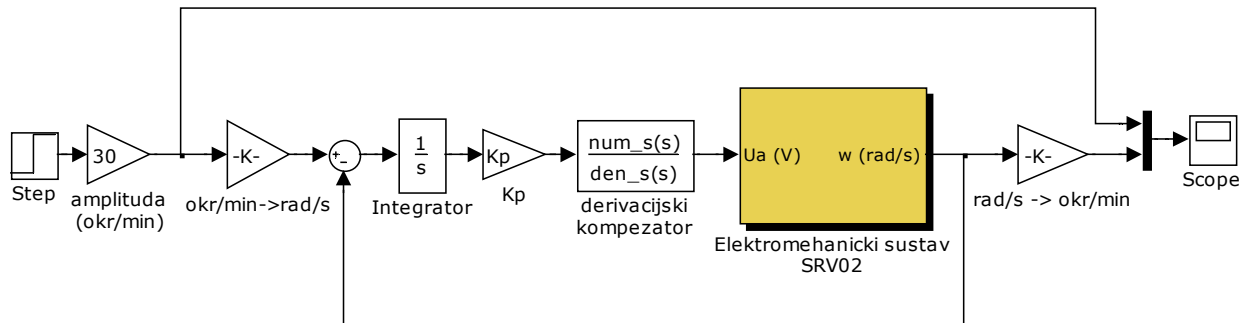 Step
30
amplituda
(okr/min)
-K-
okr/min->rad/s
+
-
1
s
Integrator
Kp
Kp
num_s(s)
den_s(s)
derivacijski
kompezator
Ua (V)
w (rad/s)
Elektromehanicki sustav
SRV02
-K-
rad/s -> okr/min
Scope